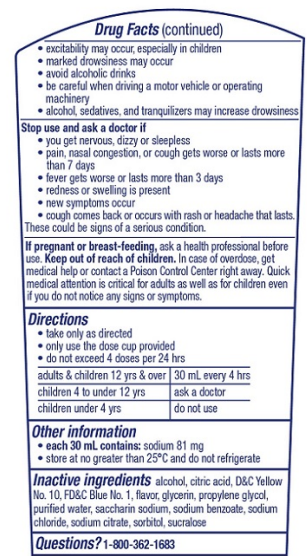 Drug Facts (continued)
• excitability may occur, especially in children
• marked drowsiness may occur
• avoid alcoholic drinks
• be careful when driving a motor vehicle or operating
machinery
• alcohol, sedatives, and tranquilizers may increase drowsiness
Stop use and ask a doctor if
• you get nervous, dizzy or sleepless
• pain, nasal congestion, or cough gets worse or lasts more
than 7 days
• fever gets worse or lasts more than 3 days
• redness or swelling is present
• new symptoms occur
• cough comes back or occurs with rash or headache that lasts.
These could be signs of a serious condition.
If pregnant or breast-feeding, ask a health professional before
use. Keep out of reach of children. In case of overdose, get
medical help or contact a Poison Control Center right away. Quick
medical attention is critical for adults as well as for children even
if you do not notice any signs or symptoms.
Directions
• take only as directed
• only use the dose cup provided
• do not exceed 4 doses per 24 hrs
adults & children 12 yrs & over 30 mL every 4 hrs
children 4 to under 12 yrs ask a doctor
children under 4 yrs do not use
Other information
• each 30 mL contains: sodium 81 mg
• store at no greater than 25°C and do not refrigerate
Inactive ingredients alcohol, citric acid, D&C Yellow
No. 10, FD&C Blue No. 1, flavor, glycerin, propylene glycol,
purified water, saccharin sodium, sodium benzoate, sodium
chloride, sodium citrate, sorbitol, sucralose
Questions? 1-800-362-1683